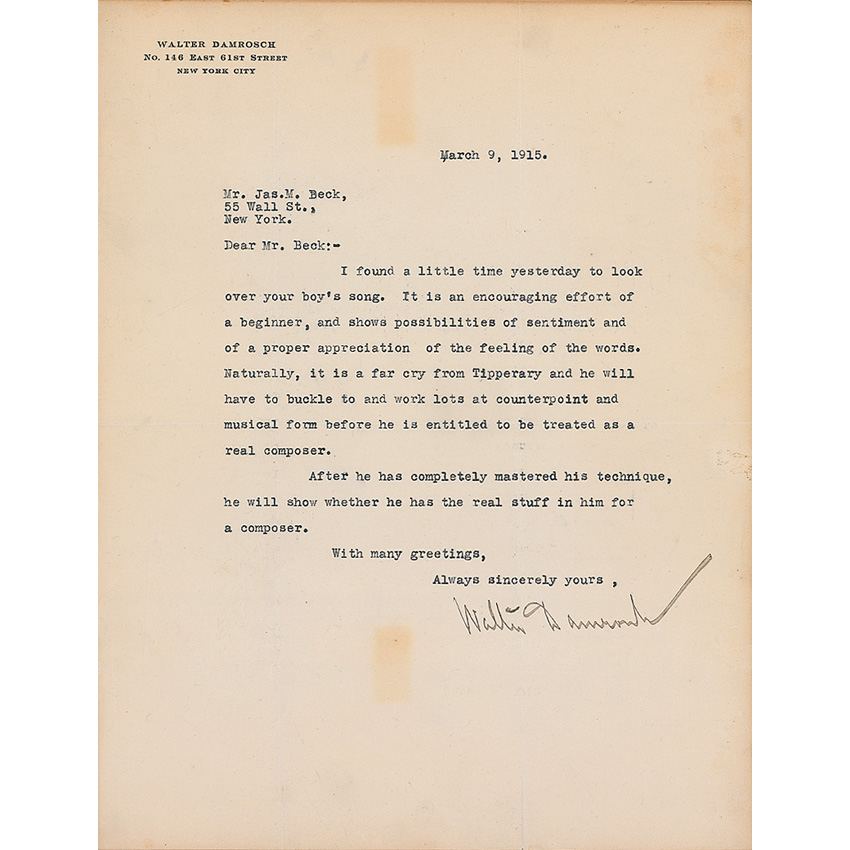 WALTER DAMROSCH
No. 146 EAST 61ST STREET
NEW YORK CITY
March 9, 1915.
Mr. Jas.M. Beck,
55 Wall St.,
New York.
Dear Mr. Beck:-
I found a little time yesterday to look
over your boy's song. It is an encouraging effort of
a beginner, and shows possibilities of sentiment and
of a proper appreciation of the feeling of the words.
Naturally, it is a far cry from Tipperary and he will
have to buckle to and work lots at counterpoint and
musical form before he is entitled to be treated as a
real composer.
After he has completely mastered his technique,
he will show whether he has the real stuff in him for
a composer.
With many greetings,
Always sincerely yours ,
Walter Damrosch